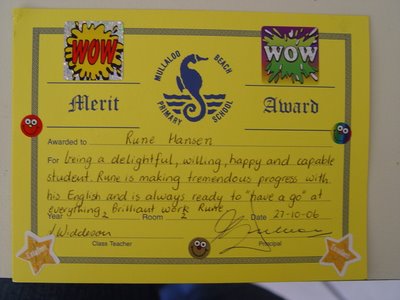 WOW WOW
MULLALOO BEACH
PRIMARY SCHOOL
Merit Award
Awarded to Rune Hansen
For being a delightful, willing, happy and capable
student. Rune is making tremendous progress with
his English and is always ready to "have a go" at
everything. Brilliant work Rune
Year 2 Room 2 Date 27-10-06
Class Teacher Principal